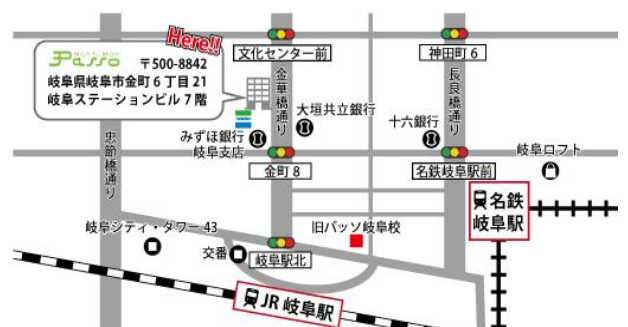 Here!!
文化センター前
神田町 6
Man to Man
Passo
〒500-8842
岐阜県岐阜市金町 6 丁目 21
岐阜ステーションビル 7 階
金華橋通り
長良橋通り
忠節橋通り
大垣共立銀行
十六銀行
みずほ銀行
岐阜支店
岐阜ロフト
金町 8
名鉄岐阜駅前
名鉄
岐阜駅
岐阜シティ・タワー 43
旧パッソ岐阜校
交番
岐阜駅北
JR 岐阜駅